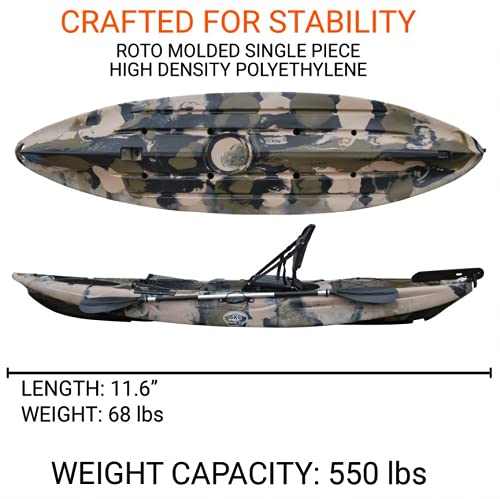 CRAFTED FOR STABILITY
ROTO MOLDED SINGLE PIECE
HIGH DENSITY POLYETHYLENE
LENGTH: 11.6”
WEIGHT: 68 lbs
WEIGHT CAPACITY: 550 lbs